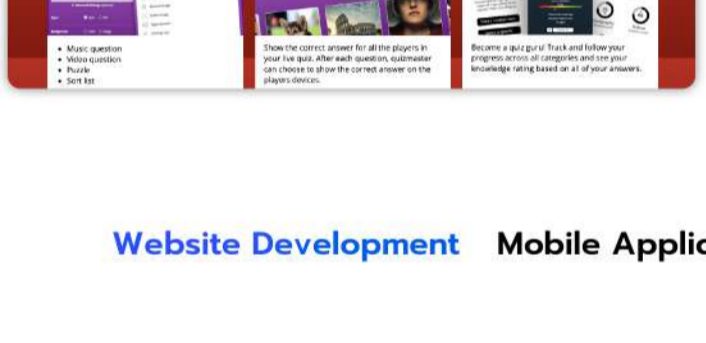 Music question
Video question
Puzzle
Sort list
Show the correct answer for all the players in
your live quiz. After each question, quizmaster
can choose to show the correct answer on the
players devices.
Become a quiz guru! Track and follow your
progress across all categories and see your
knowledge rating based on all of your answers.
Website Development Mobile Applic